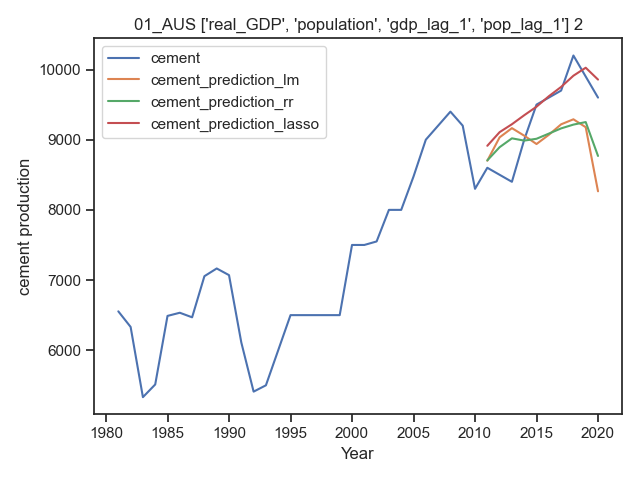 01_AUS ['real_GDP', 'population', 'gdp_lag_1', 'pop_lag_1'] 2
cement
cement_prediction_lm
cement_prediction_rr
cement_prediction_lasso
cement production
10000
9000
8000
7000
6000
1980 1985 1990 1995 2000 2005 2010 2015 2020
Year